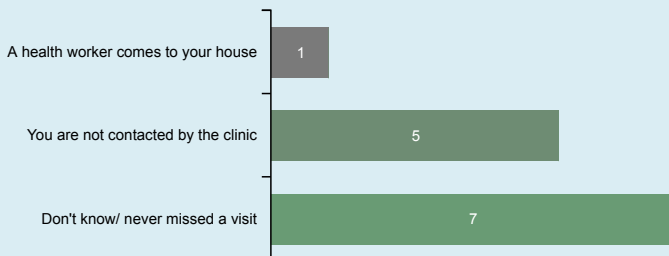 A health worker comes to your house
1
You are not contacted by the clinic
5
Don't know/ never missed a visit
7